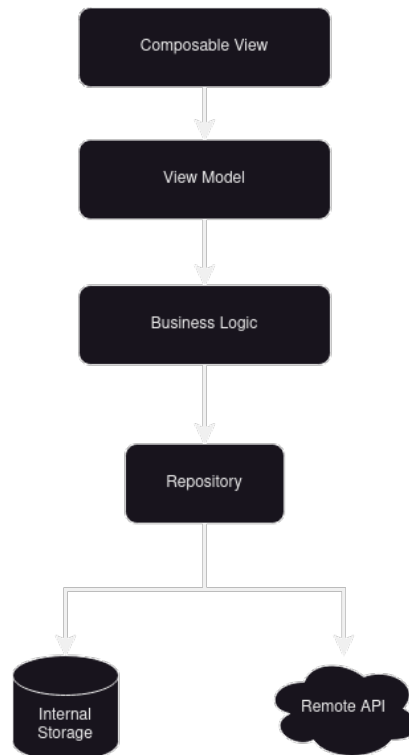 Composable View
View Model
Business Logic
Repository
Internal
Storage
Remote API